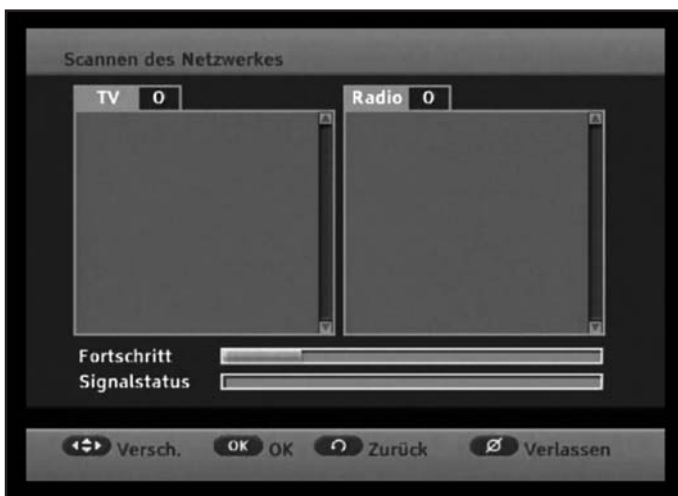 Scannen des Netzwerkes
TV 0 Radio 0
Fortschritt
Signalstatus
Versch. OK OK Zurück Verlassen